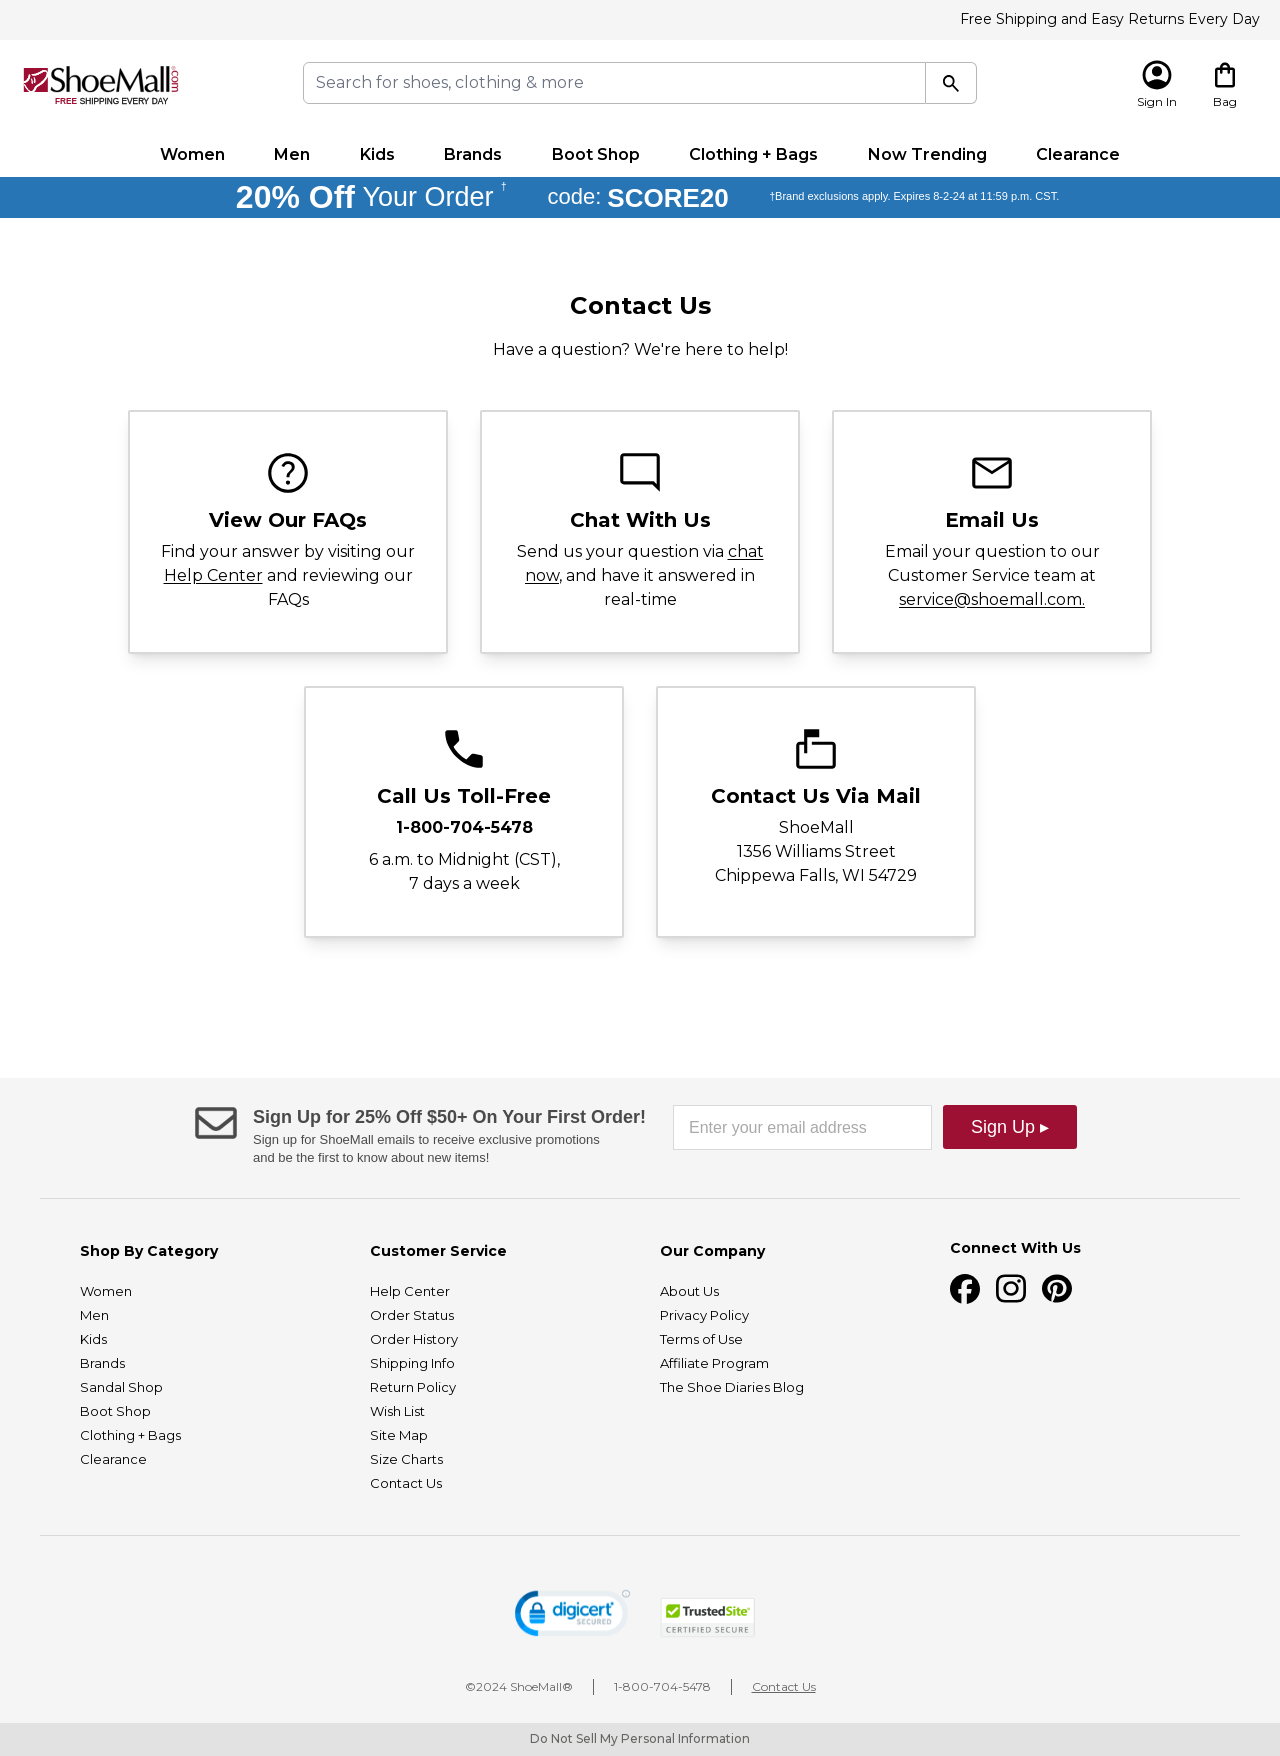 Free Shipping and Easy Returns Every Day
ShoeMall.com
FREE SHIPPING EVERY DAY
Search for shoes, clothing & more
Sign In
Bag
Women Men Kids Brands Boot Shop Clothing + Bags Now Trending Clearance
20% Off Your Order † code: SCORE20 †Brand exclusions apply. Expires 8-2-24 at 11:59 p.m. CST.
Contact Us
Have a question? We're here to help!
View Our FAQs
Find your answer by visiting our
Help Center and reviewing our
FAQs
Chat With Us
Send us your question via chat
now, and have it answered in
real-time
Email Us
Email your question to our
Customer Service team at
service@shoemall.com.
Call Us Toll-Free
1-800-704-5478
6 a.m. to Midnight (CST),
7 days a week
Contact Us Via Mail
ShoeMall
1356 Williams Street
Chippewa Falls, WI 54729
Sign Up for 25% Off $50+ On Your First Order!
Sign up for ShoeMall emails to receive exclusive promotions
and be the first to know about new items!
Enter your email address
Sign Up ▸
Shop By Category
Women
Men
Kids
Brands
Sandal Shop
Boot Shop
Clothing + Bags
Clearance
Customer Service
Help Center
Order Status
Order History
Shipping Info
Return Policy
Wish List
Site Map
Size Charts
Contact Us
Our Company
About Us
Privacy Policy
Terms of Use
Affiliate Program
The Shoe Diaries Blog
Connect With Us
digicert
SECURED
TrustedSite
CERTIFIED SECURE
©2024 ShoeMall® 1-800-704-5478 Contact Us
Do Not Sell My Personal Information